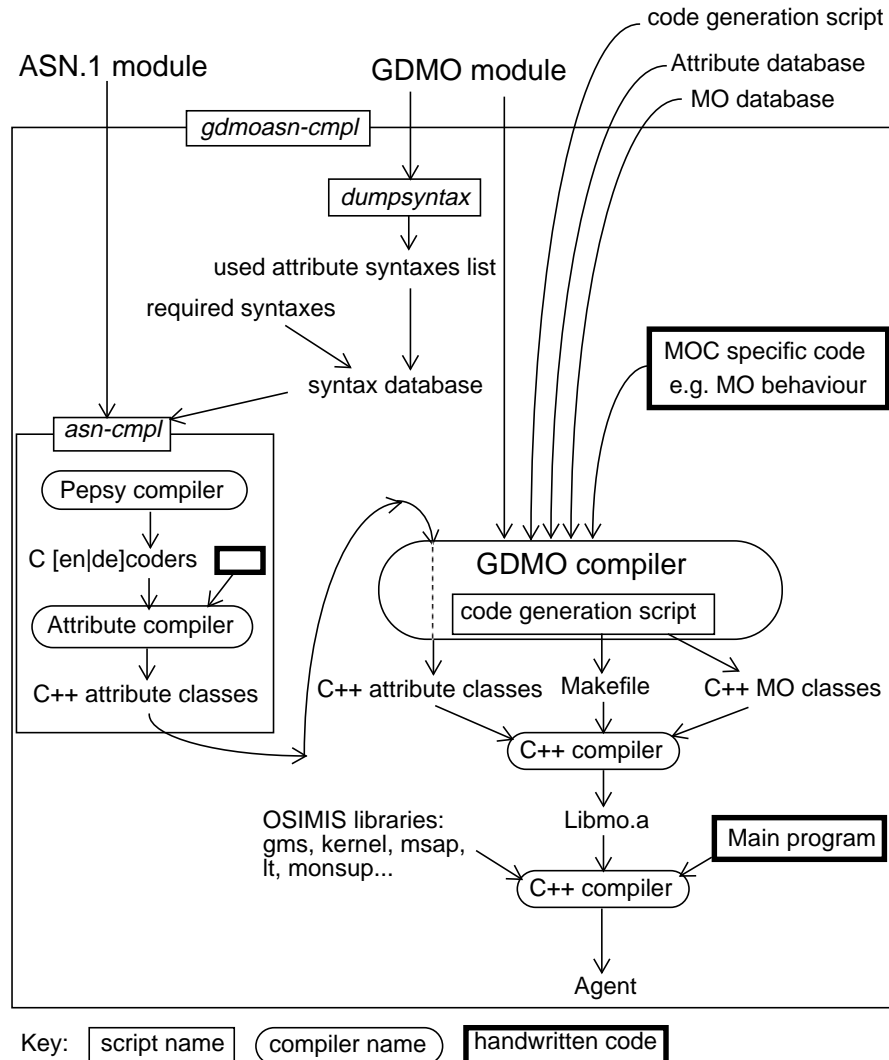 code generation script
ASN.1 module
GDMO module
Attribute database
MO database
gdmoasn-cmpl
dumpsyntax
used attribute syntaxes list
required syntaxes
MOC specific code
e.g. MO behaviour
syntax database
asn-cmpl
Pepsy compiler
C [en|de]coders
Attribute compiler
C++ attribute classes
GDMO compiler
code generation script
C++ attribute classes
Makefile
C++ MO classes
C++ compiler
OSIMIS libraries:
gms, kernel, msap,
lt, monsup...
Libmo.a
Main program
C++ compiler
Agent
Key: script name compiler name handwritten code